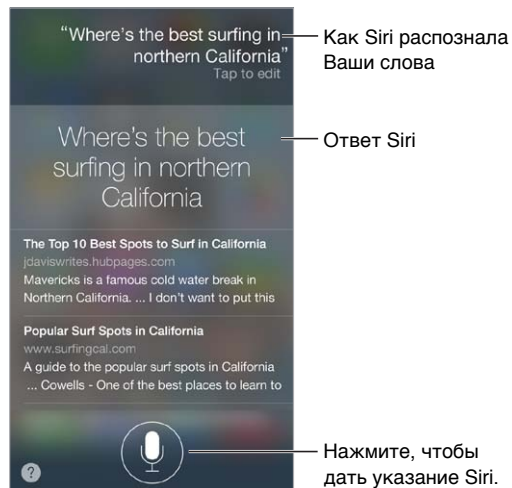 “Where's the best surfing in
northern California”
Tap to edit
Как Siri распознала
Ваши слова
Where's the best
surfing in northern
California
Ответ Siri
The Top 10 Best Spots to Surf in California
jdaviswrites.hubpages.com
Mavericks is a famous cold water break in
Northern California. ... I don't want to put this
Popular Surf Spots in California
www.surfingcal.com
A guide to the popular surf spots in California
... Cowells - One of the best places to learn to
?
Нажмите, чтобы
дать указание Siri.